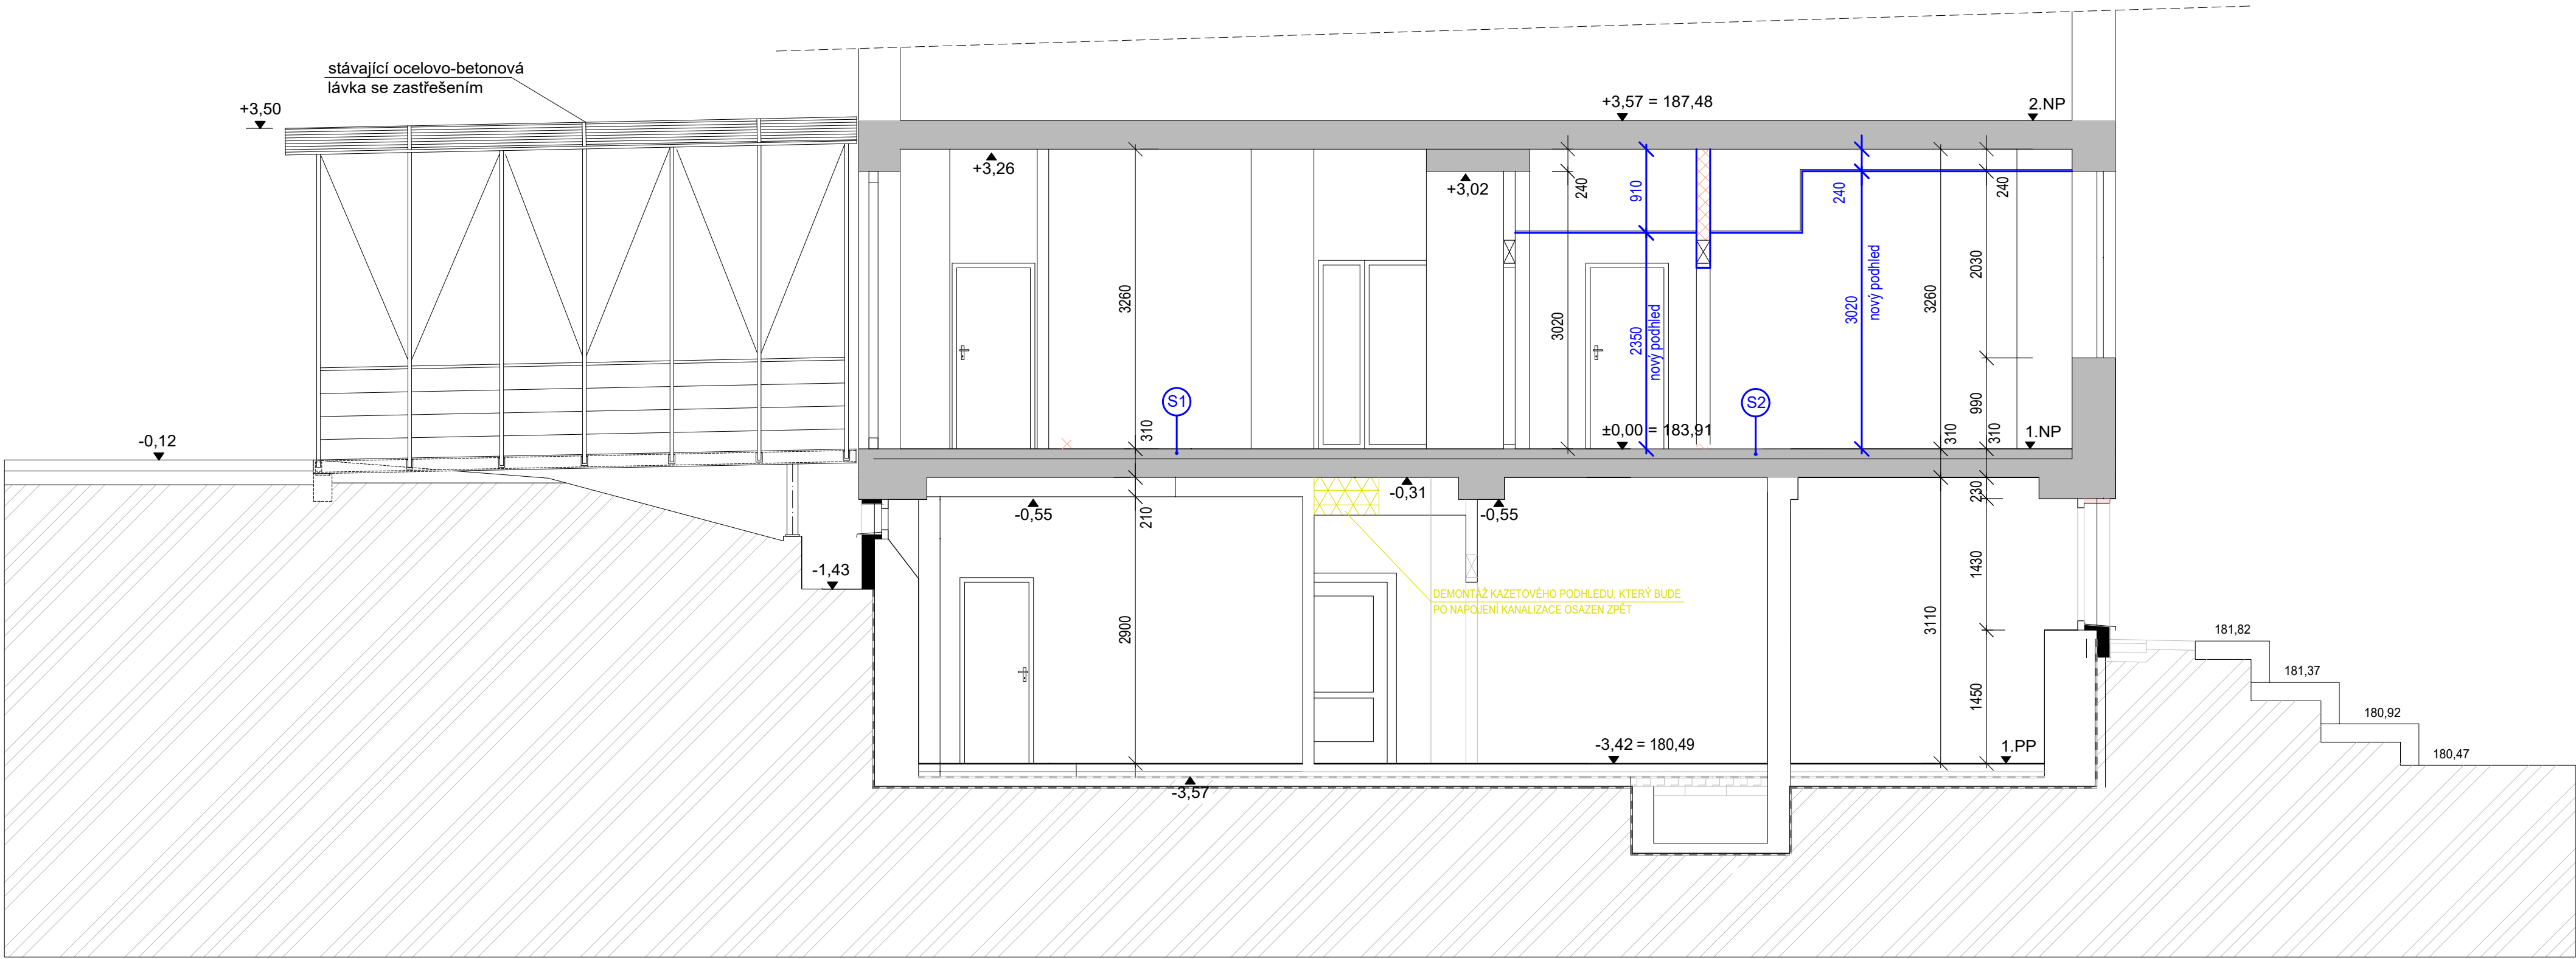 stávající ocelovo-betonová
lávka se zastřešením
+3,50
+3,57 = 187,48
2.NP
+3,26
+3,02
240
910
240
240
3260
3020
2350
nový podhled
3020
nový podhled
3260
2030
990
S1
S2
-0,12
310
±0,00 = 183,91
310
310
1.NP
-0,55
210
-0,31
-0,55
230
-1,43
2900
DEMONTÁŽ KAZETOVÉHO PODHLEDU, KTERÝ BUDE
PO NAPOJENÍ KANALIZACE OSAZEN ZPĚT
3110
1430
1450
181,82
181,37
180,92
180,47
-3,42 = 180,49
1.PP
-3,57